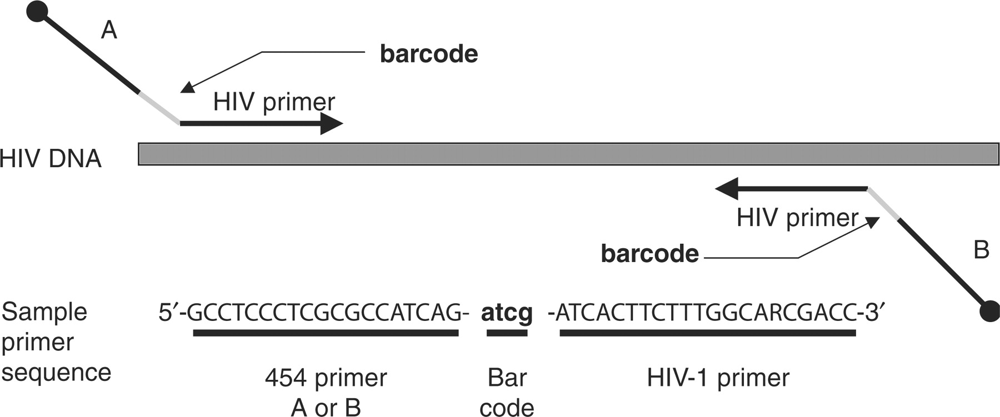 A
barcode
HIV primer
HIV DNA
HIV primer
barcode
B
Sample primer sequence
5′-GCCTCCCTCGCGCCATCAG- atcg -ATCACTTCTTTGGCARCGACC-3′
454 primer A or B
Bar code
HIV-1 primer